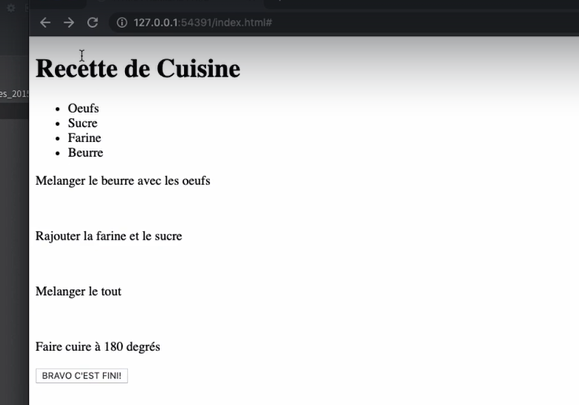 es_201
127.0.0.1:54391/index.html#
Recette de Cuisine
Oeufs
Sucre
Farine
Beurre
Melanger le beurre avec les oeufs
Rajouter la farine et le sucre
Melanger le tout
Faire cuire à 180 degrés
BRAVO C'EST FINI!